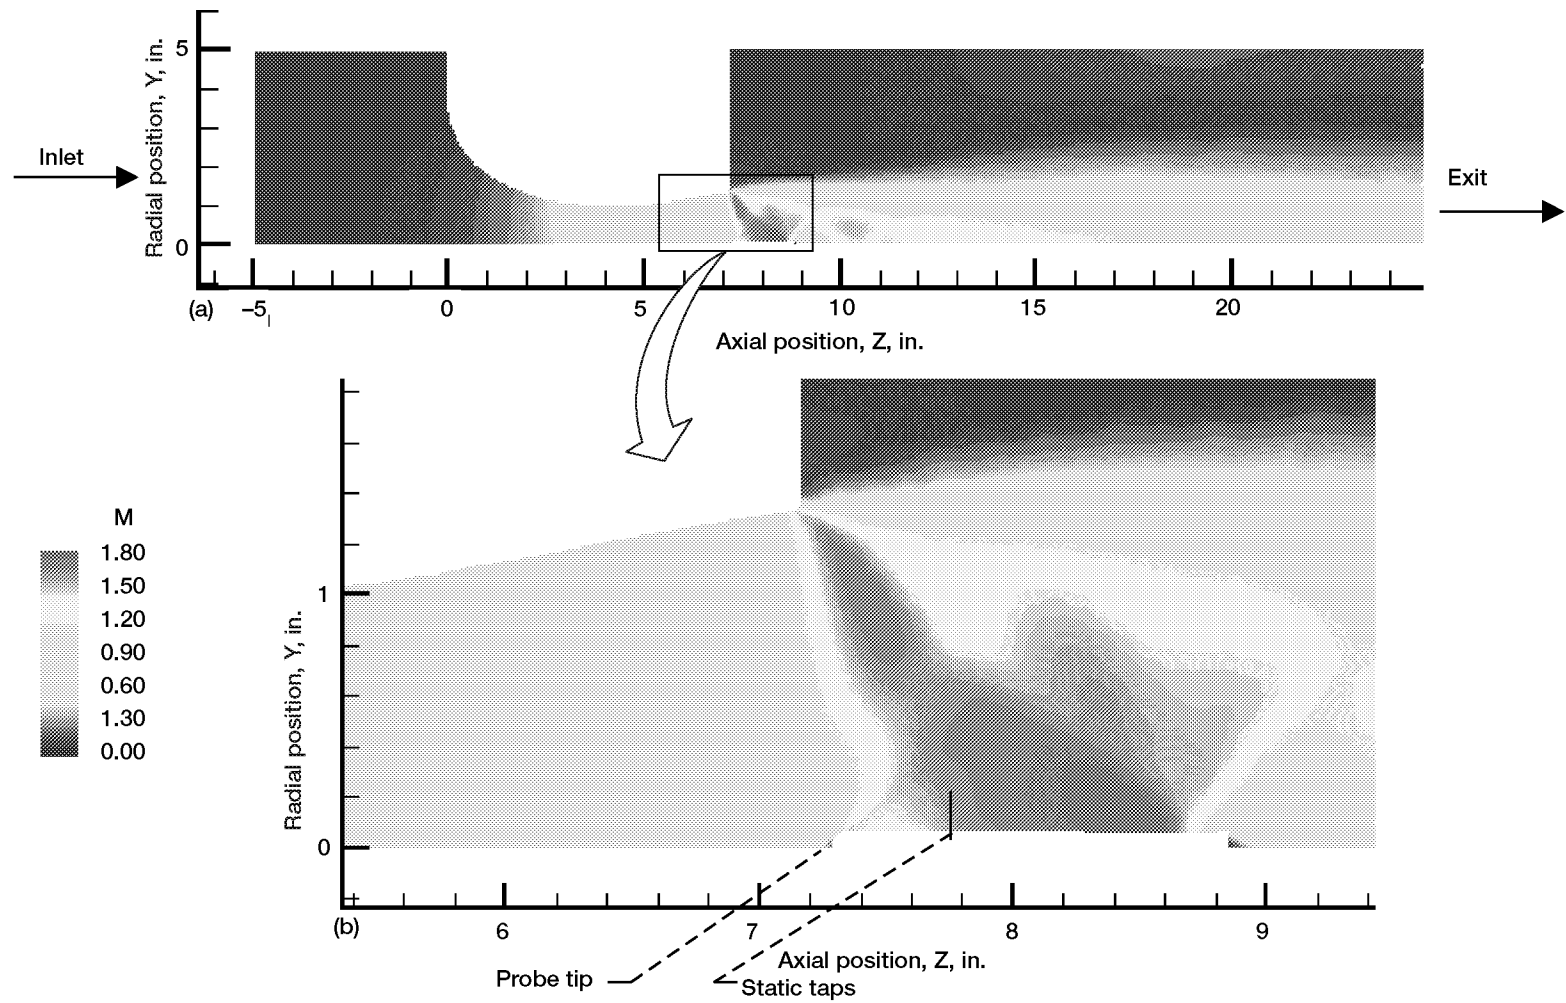 5
Radial position, Y, in.
Inlet
Exit
0
(a)
–5
0
5
10
15
20
Axial position, Z, in.
M
1.80
1.50
1.20
0.90
0.60
1.30
0.00
1
Radial position, Y, in.
0
(b)
6
7
8
9
Axial position, Z, in.
Probe tip
Static taps